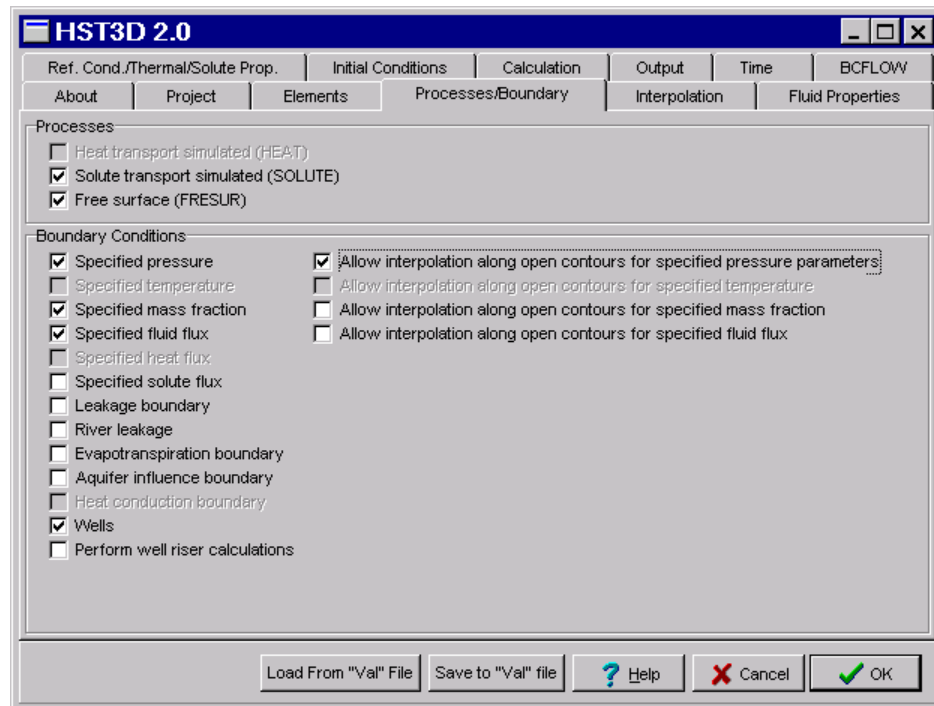 HST3D 2.0
Ref. Cond./Thermal/Solute Prop. Initial Conditions Calculation Output Time BCFLOW
About Project Elements Processes/Boundary Interpolation Fluid Properties
Processes
Heat transport simulated (HEAT)
Solute transport simulated (SOLUTE)
Free surface (FRESUR)
Boundary Conditions
Specified pressure Allow interpolation along open contours for specified pressure parameters
Specified temperature Allow interpolation along open contours for specified temperature
Specified mass fraction Allow interpolation along open contours for specified mass fraction
Specified fluid flux Allow interpolation along open contours for specified fluid flux
Specified heat flux
Specified solute flux
Leakage boundary
River leakage
Evapotranspiration boundary
Aquifer influence boundary
Heat conduction boundary
Wells
Perform well riser calculations
Load From "Val" File Save to "Val" file Help Cancel OK